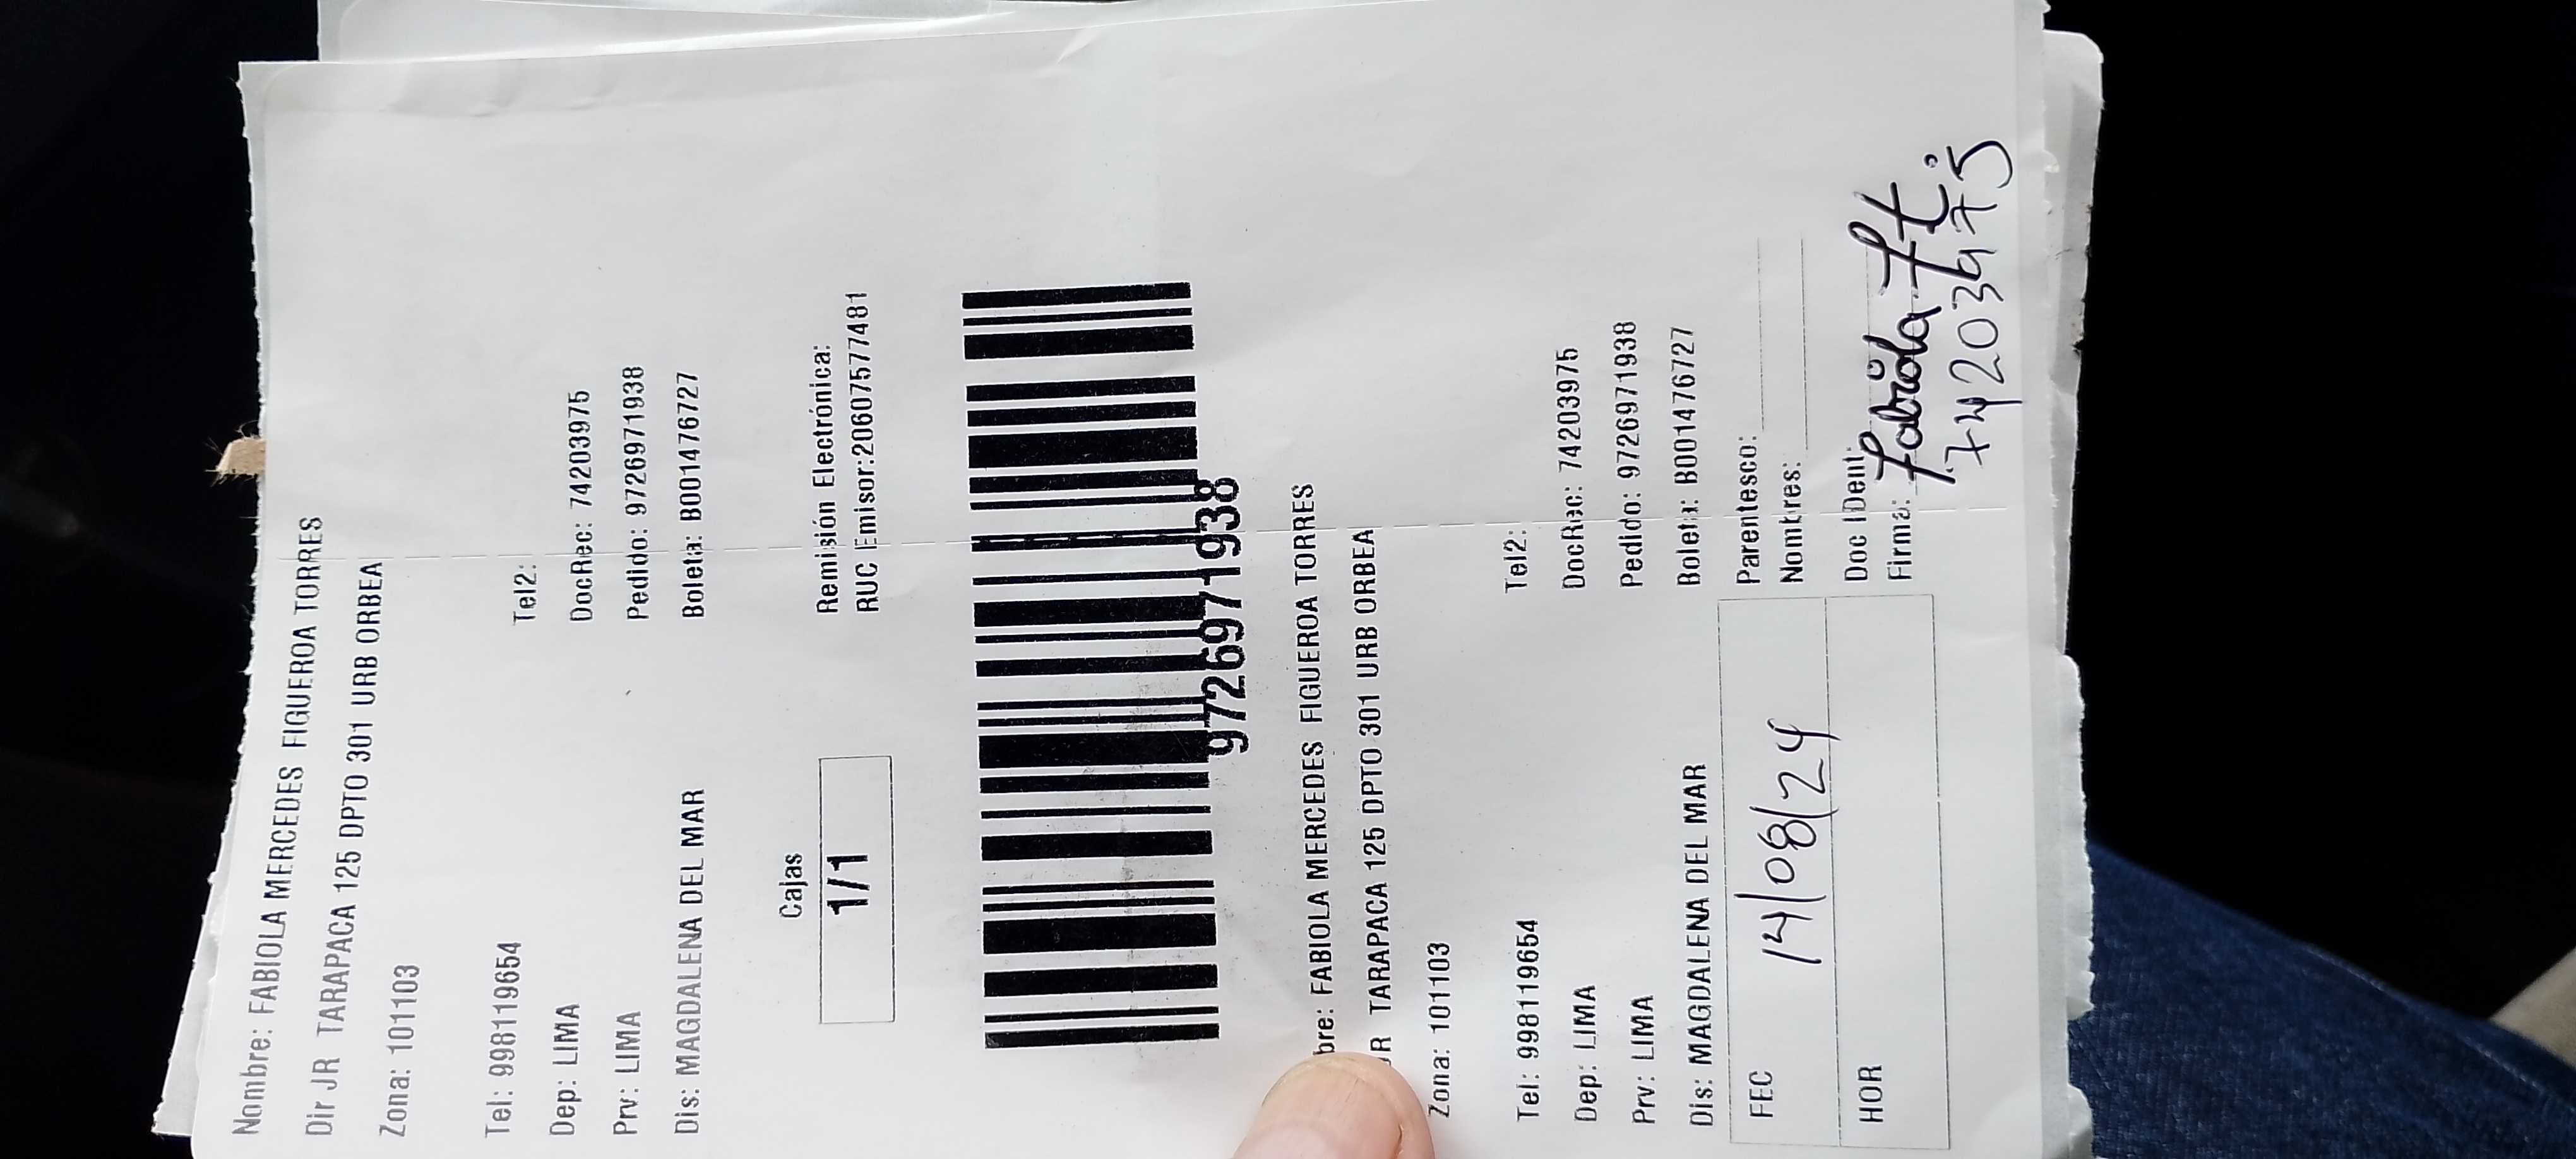 Nombre: FABIOLA MERCEDES FIGUEROA TORRES
Dir JR TARAPACA 125 DPTO 301 URB ORBEA
Zona: 101103
Tel: 998119654 Tel2:
Dep: LIMA DocRec: 74203975
Prv: LIMA Pedido: 9726971938
Dis: MAGDALENA DEL MAR Boleta: B001476727
Cajas
1/1
Remisión Electrónica:
RUC Emisor:20607577481
9726971938
bre: FABIOLA MERCEDES FIGUEROA TORRES
JR TARAPACA 125 DPTO 301 URB ORBEA
Zona: 101103
Tel: 998119654 Tel2:
Dep: LIMA DocRec: 74203975
Prv: LIMA Pedido: 9726971938
Dis: MAGDALENA DEL MAR Boleta: B001476727
FEC 14/08/24
HOR
Parentesco:
Nombres:
Doc IDent:
Firma: Fabiola Ft.
74203975